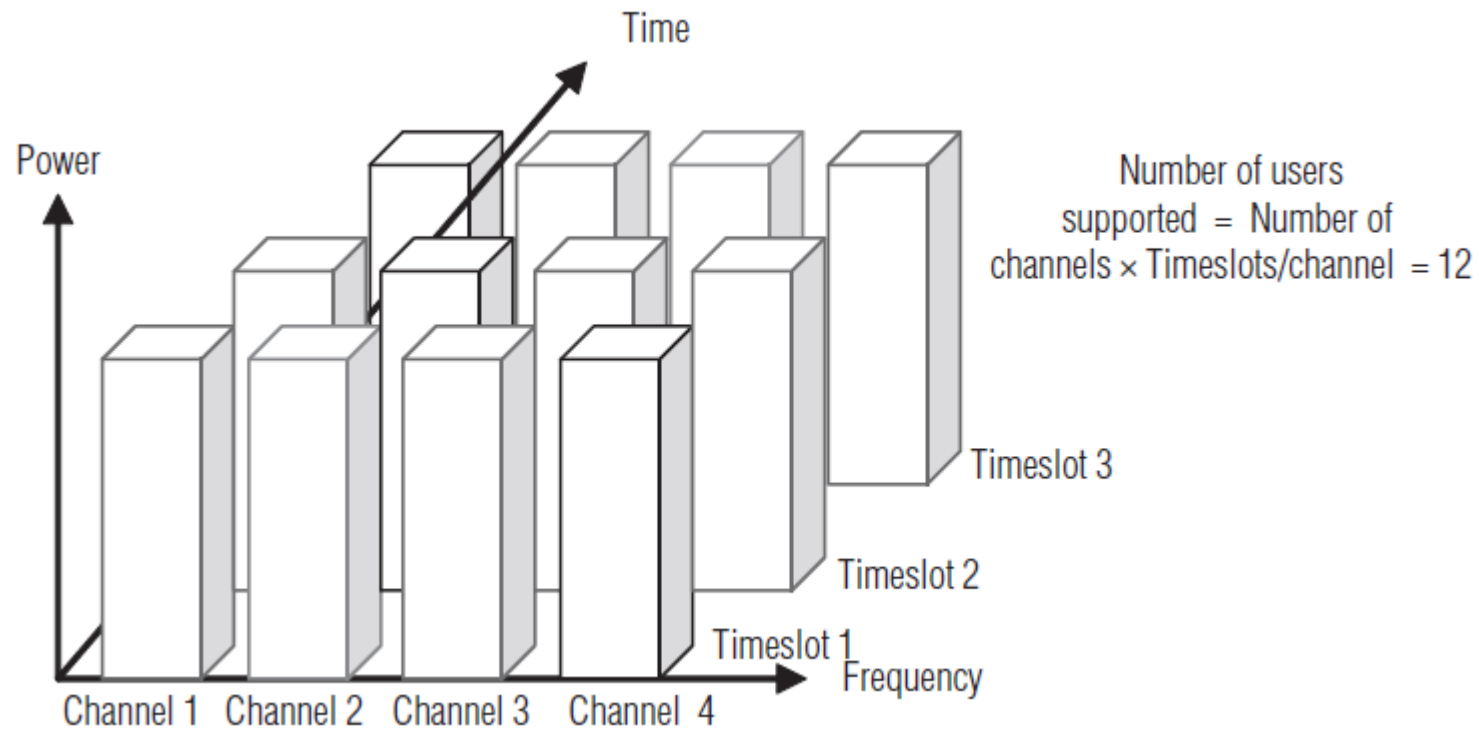 Time
Power
Number of users
supported = Number of
channels × Timeslots/channel = 12
Timeslot 3
Timeslot 2
Timeslot 1
Frequency
Channel 1 Channel 2 Channel 3 Channel 4